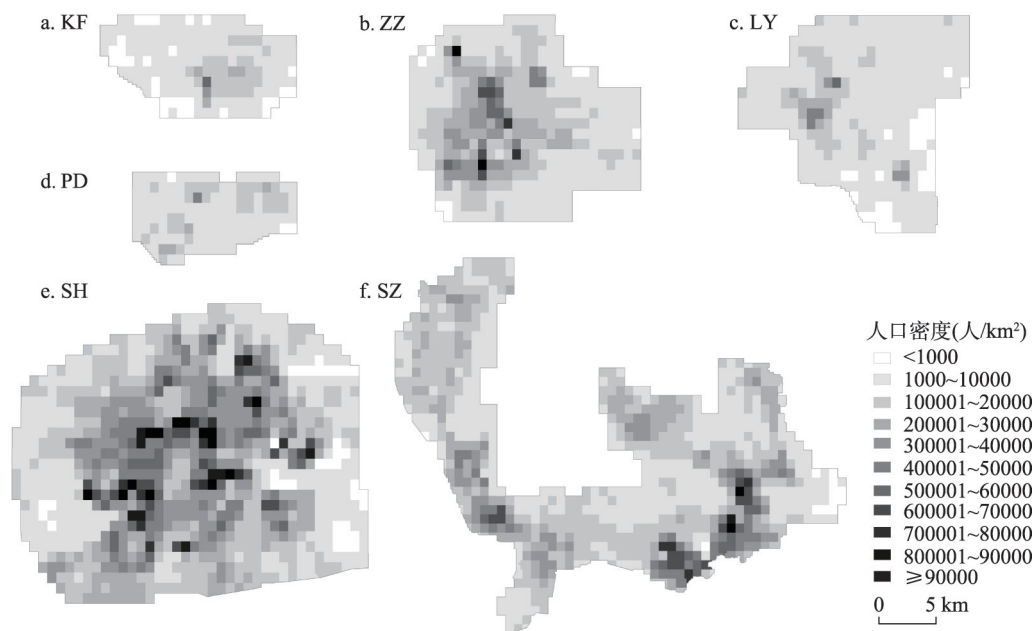 a. KF
b. ZZ
c. LY
d. PD
e. SH
f. SZ
人口密度(人/km²)
<1000
1000~10000
100001~20000
200001~30000
300001~40000
400001~50000
500001~60000
600001~70000
700001~80000
800001~90000
≥90000
0 5 km